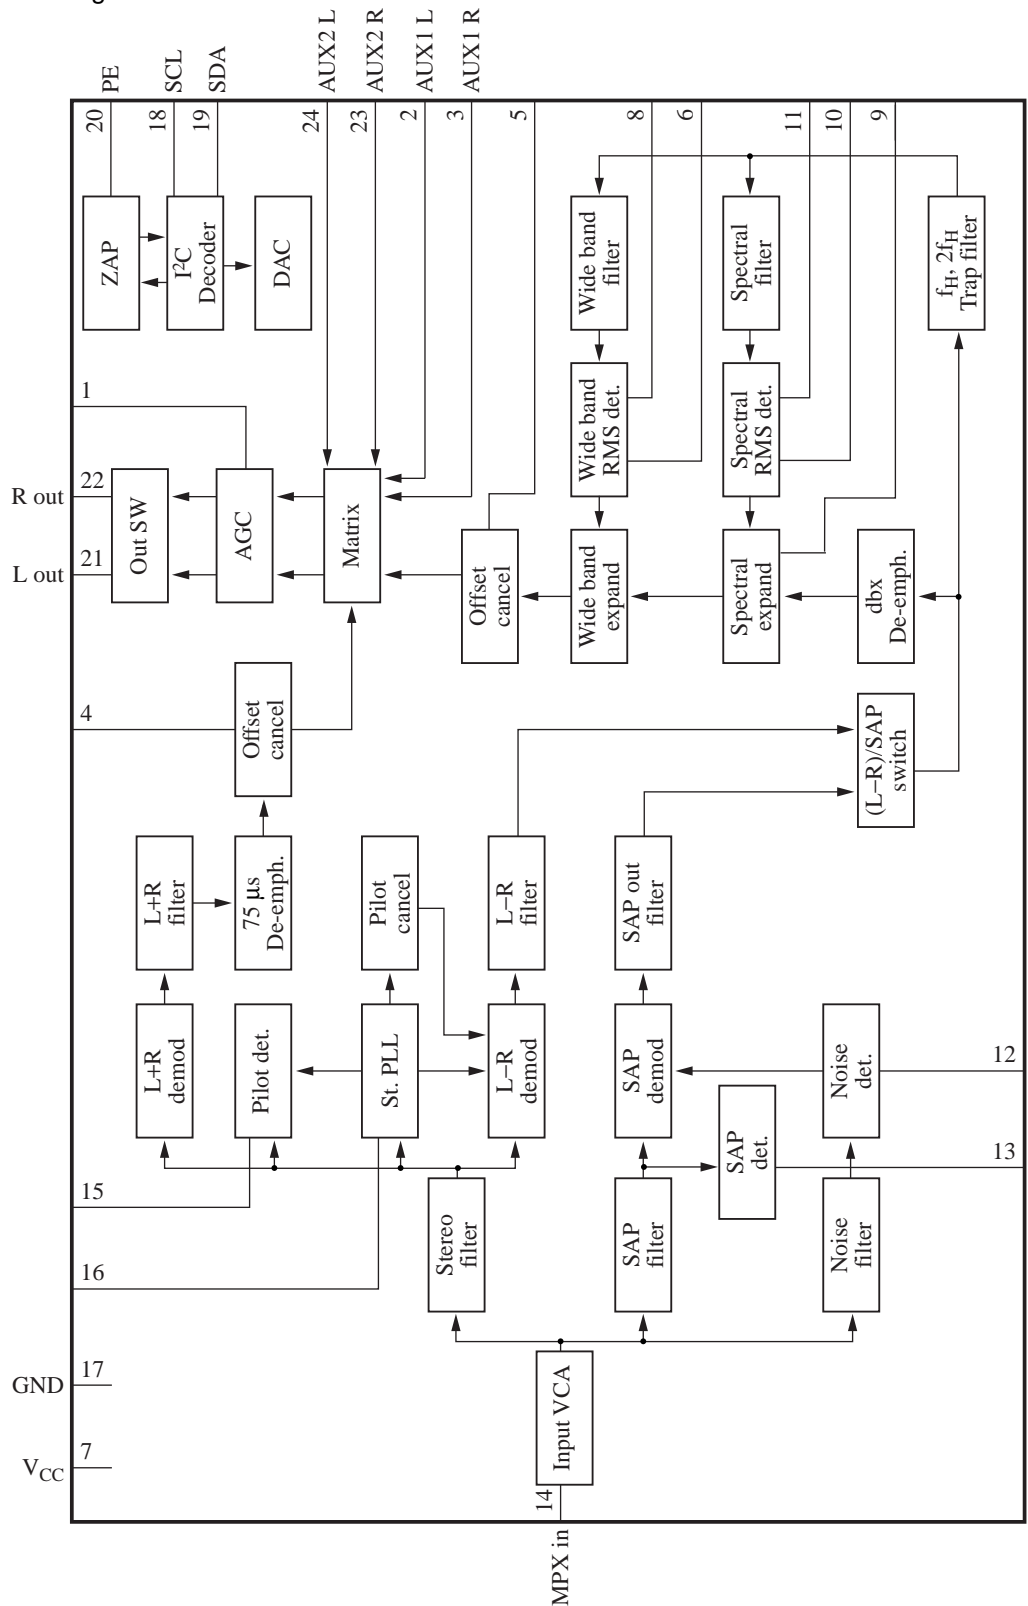 PE
SCL
SDA
AUX2 L
AUX2 R
AUX1 L
AUX1 R
20
18
19
24
23
2
3
5
8
6
11
10
9
ZAP
I²C
Decoder
DAC
Wide band
filter
Spectral
filter
fH, 2fH
Trap filter
1
R out
22
L out
21
Out SW
AGC
Matrix
Wide band
RMS det.
Spectral
RMS det.
Offset
cancel
Wide band
expand
Spectral
expand
dbx
De-emph.
4
Offset
cancel
(L−R)/SAP
switch
L+R
filter
75 µs
De-emph.
Pilot
cancel
L−R
filter
SAP out
filter
L+R
demod
Pilot det.
St. PLL
L−R
demod
SAP
demod
Noise
det.
12
SAP
det.
13
15
16
Stereo
filter
SAP
filter
Noise
filter
GND
17
VCC
7
Input VCA
14
MPX in